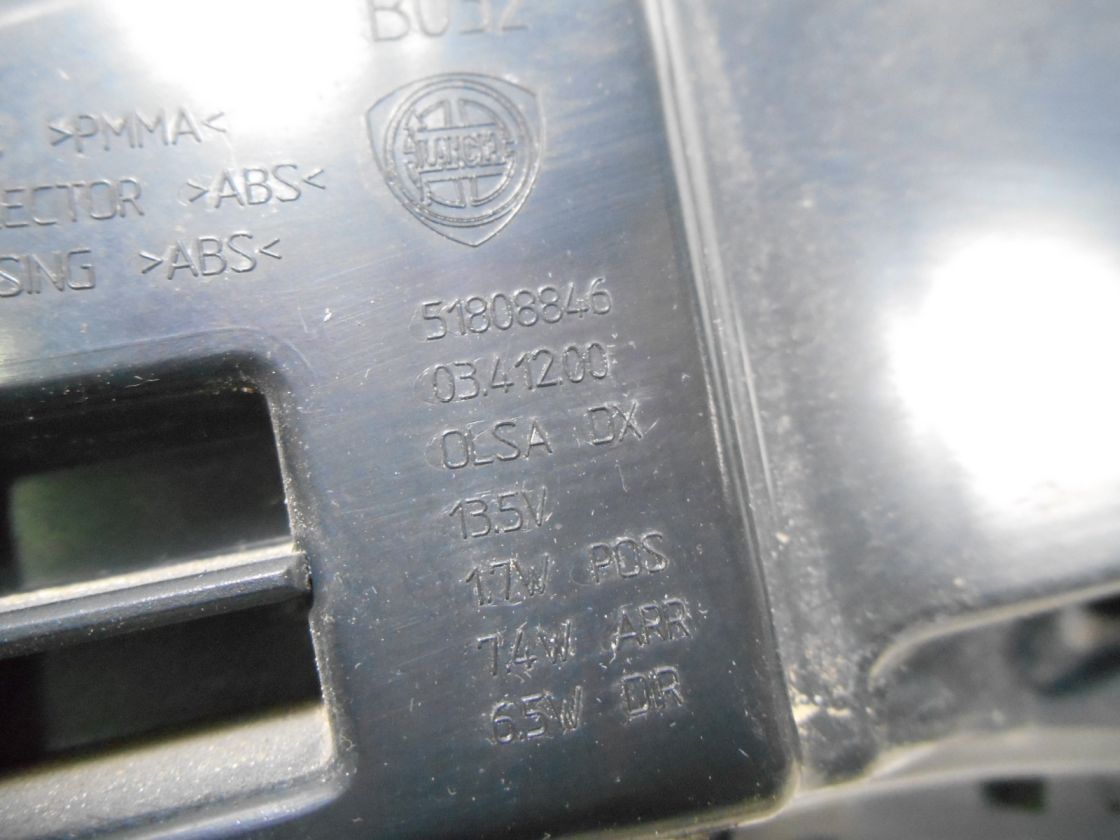 >PMMA<
ECTOR >ABS<
SING >ABS<
LANCIA
51808846
03.412.00
OLSA DX
13.5V
1.7W POS
7.4W ARR
6.5W DIR